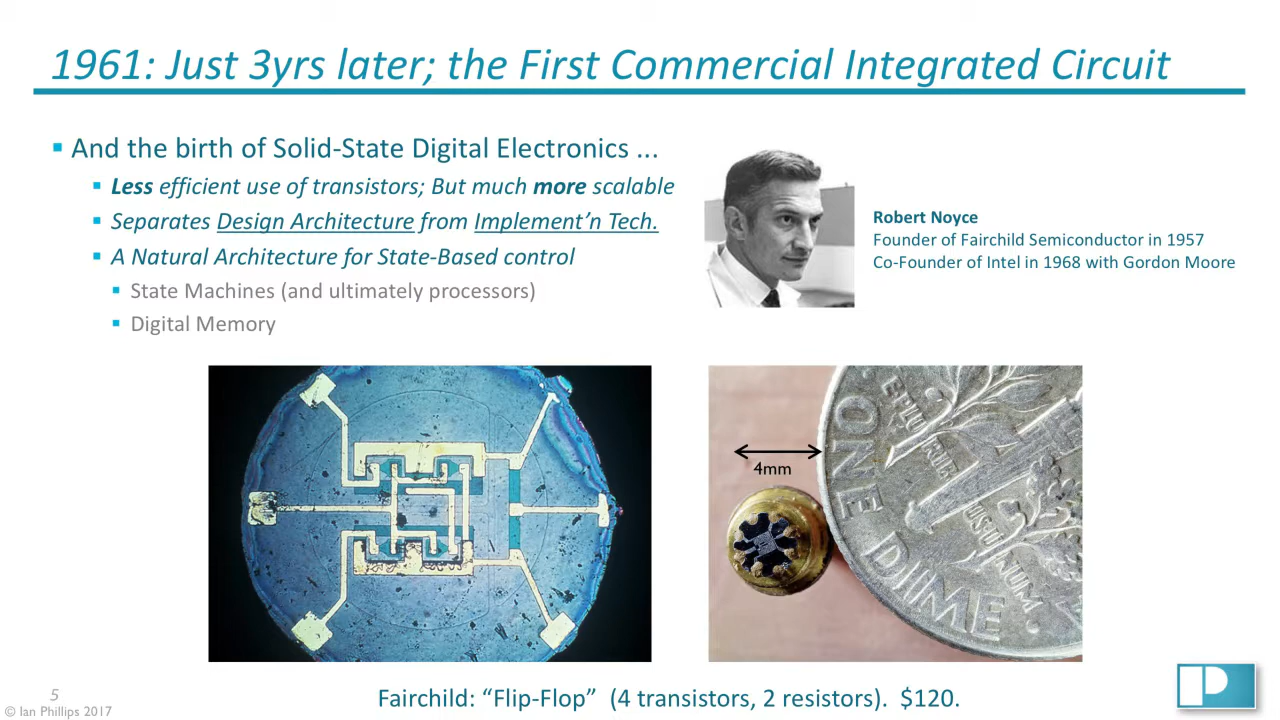 1961: Just 3yrs later; the First Commercial Integrated Circuit
And the birth of Solid-State Digital Electronics ...
Less efficient use of transistors; But much more scalable
Separates Design Architecture from Implement'n Tech.
A Natural Architecture for State-Based control
State Machines (and ultimately processors)
Digital Memory
Robert Noyce
Founder of Fairchild Semiconductor in 1957
Co-Founder of Intel in 1968 with Gordon Moore
4mm
E PLU
RIBU
UNUM
ONE DIME
Fairchild: “Flip-Flop” (4 transistors, 2 resistors). $120.
5
© Ian Phillips 2017
P